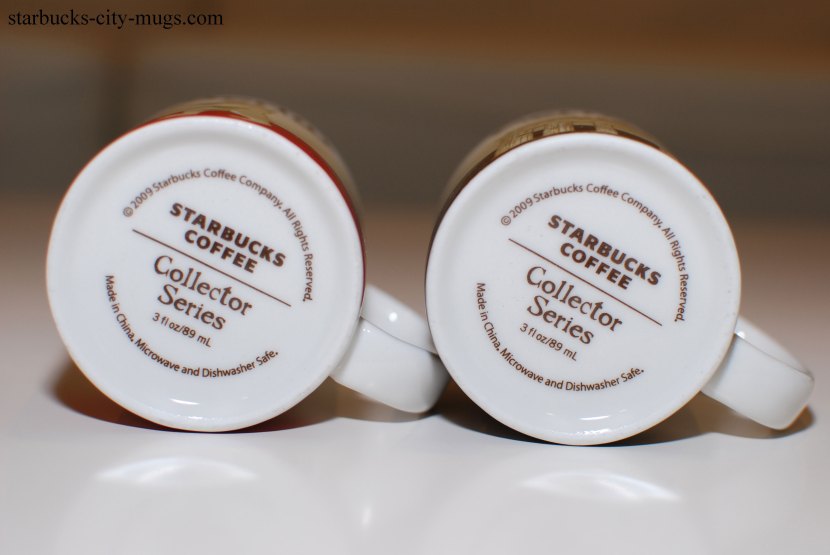 starbucks-city-mugs.com
© 2009 Starbucks Coffee Company. All Rights Reserved.
STARBUCKS
COFFEE
Collector
Series
3 fl oz/89 mL
Made in China. Microwave and Dishwasher Safe.
© 2009 Starbucks Coffee Company. All Rights Reserved.
STARBUCKS
COFFEE
Collector
Series
3 fl oz/89 mL
Made in China. Microwave and Dishwasher Safe.